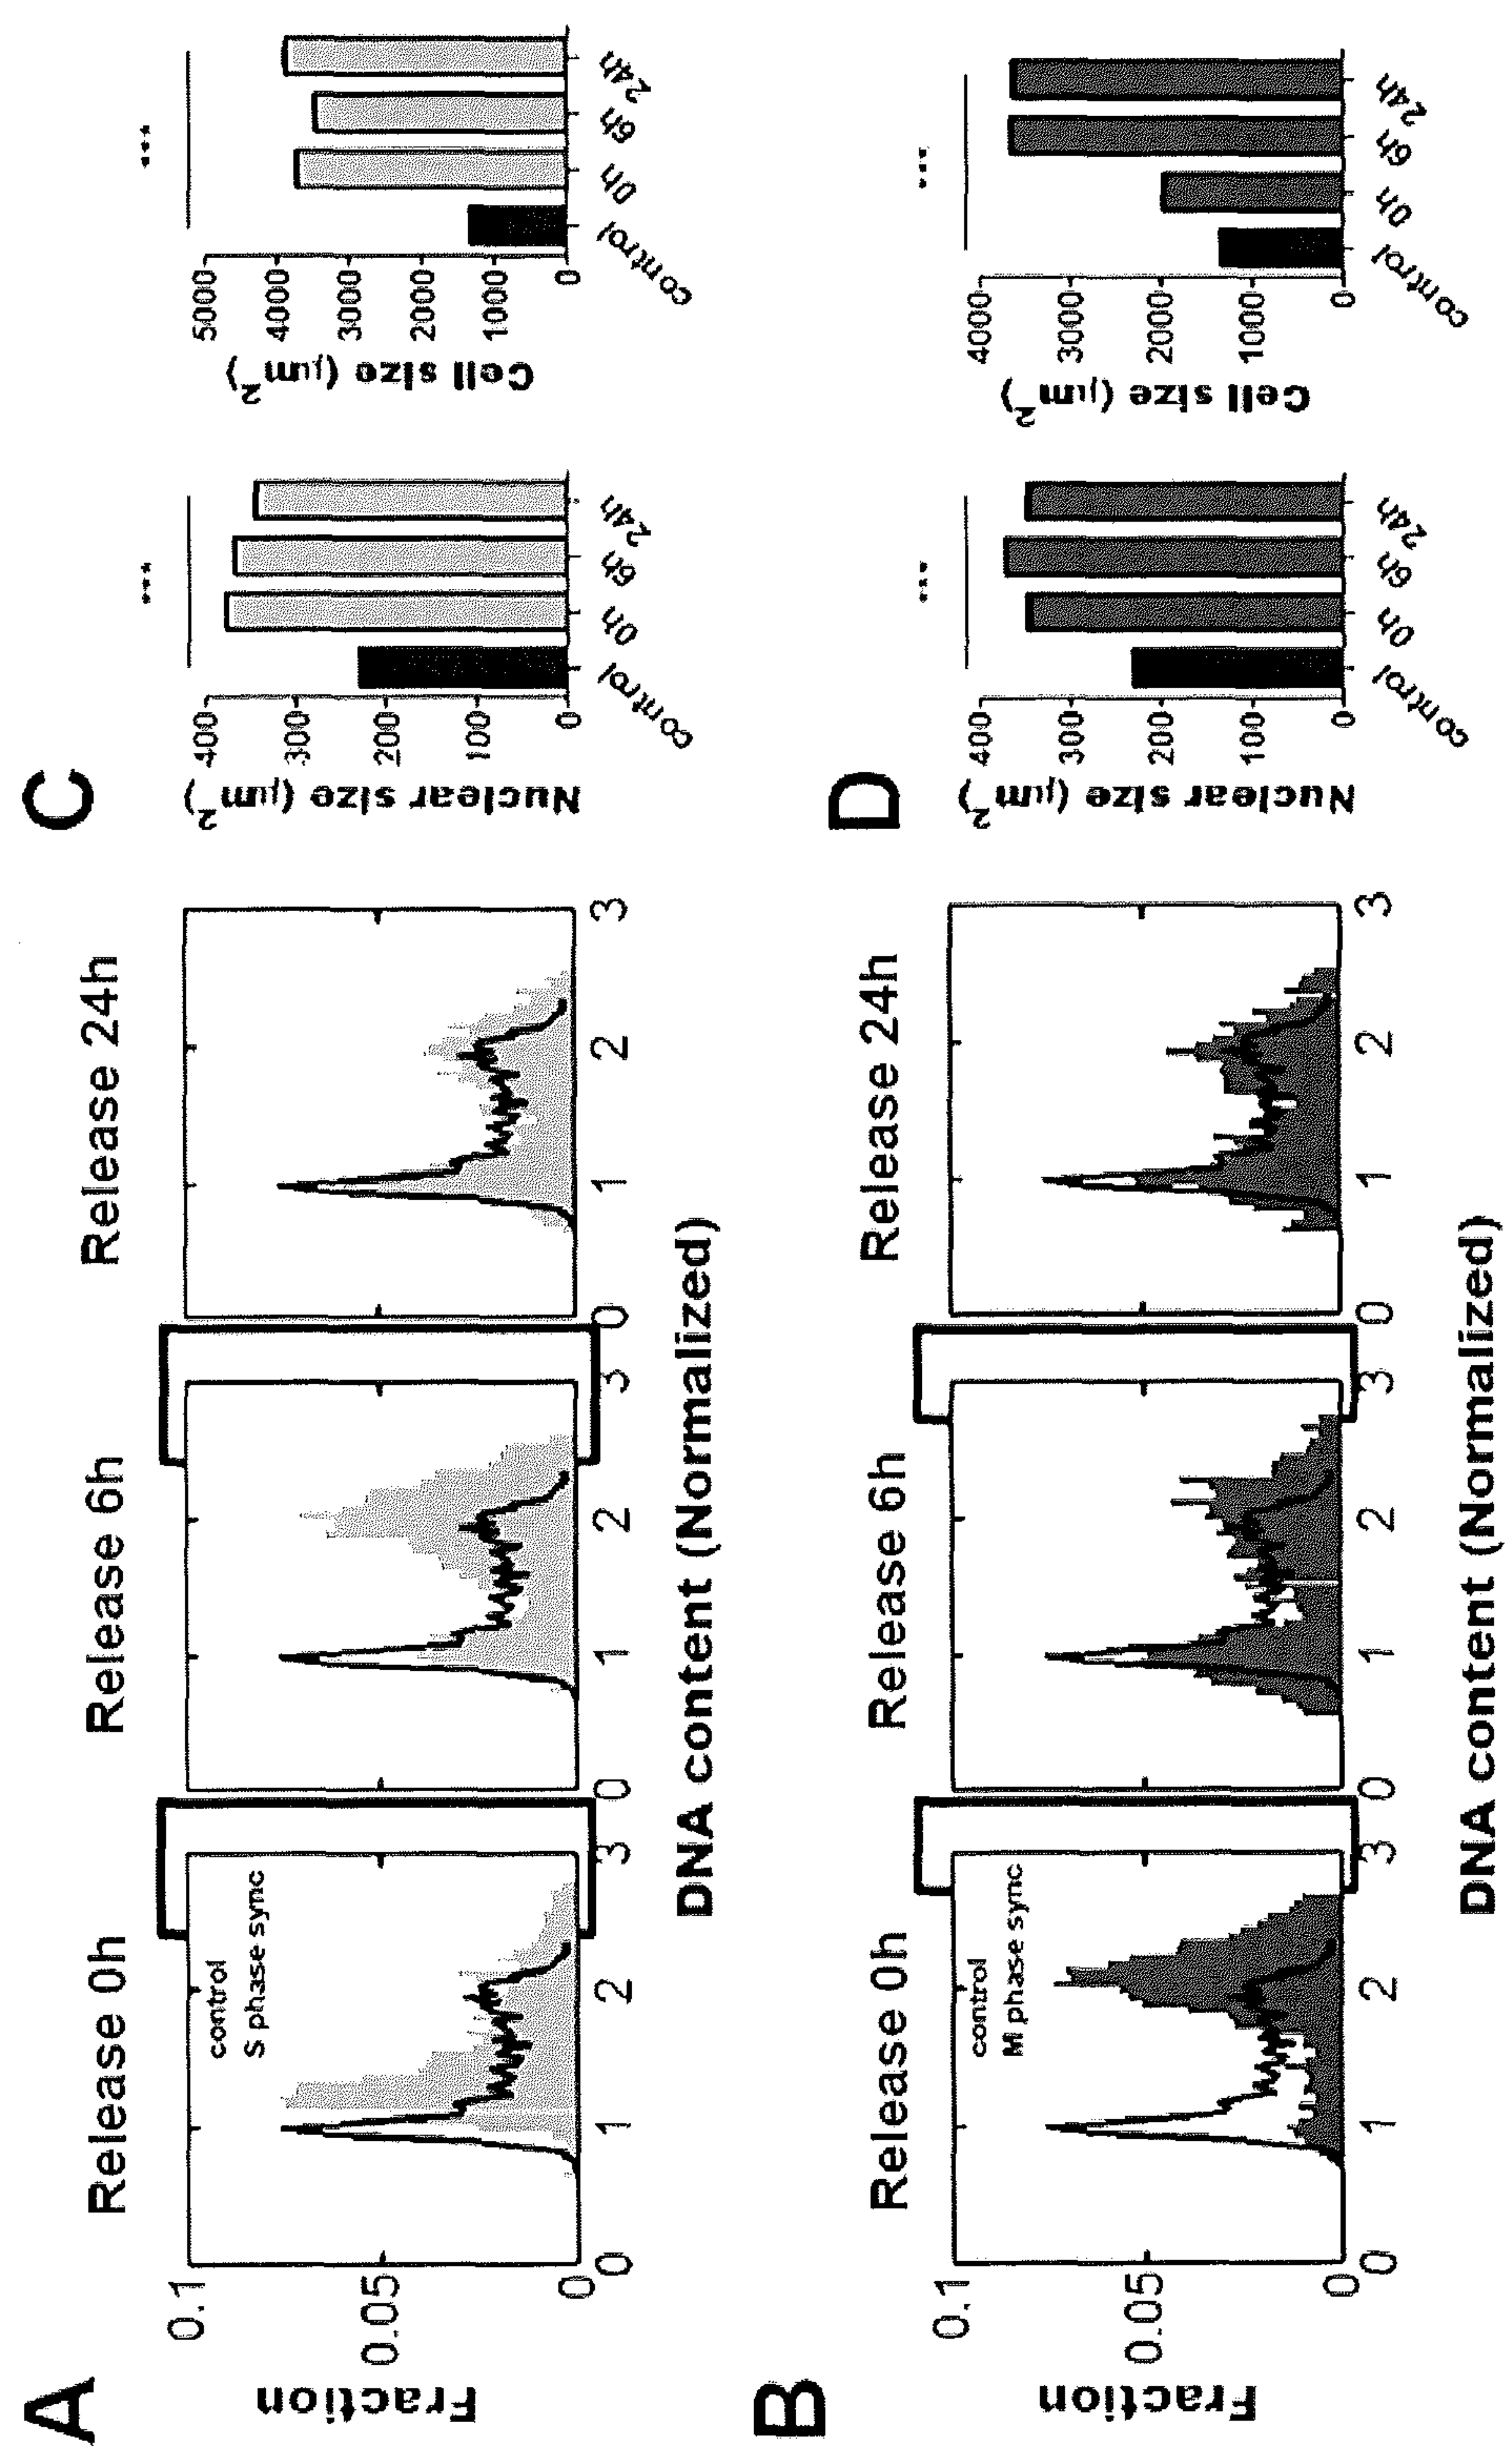 A
Release 0h
Release 6h
Release 24h
Fraction
0.1
0.05
0
control
S phase sync
0 1 2 3
0 1 2 3
0 1 2 3
DNA content (Normalized)
B
Release 0h
Release 6h
Release 24h
Fraction
0.1
0.05
0
control
M phase sync
0 1 2 3
0 1 2 3
0 1 2 3
DNA content (Normalized)
C
***
Nuclear size (μm²)
400
300
200
100
0
control 0h 6h 24h
***
Cell size (μm²)
5000
4000
3000
2000
1000
0
control 0h 6h 24h
D
***
Nuclear size (μm²)
400
300
200
100
0
control 0h 6h 24h
***
Cell size (μm²)
4000
3000
2000
1000
0
control 0h 6h 24h